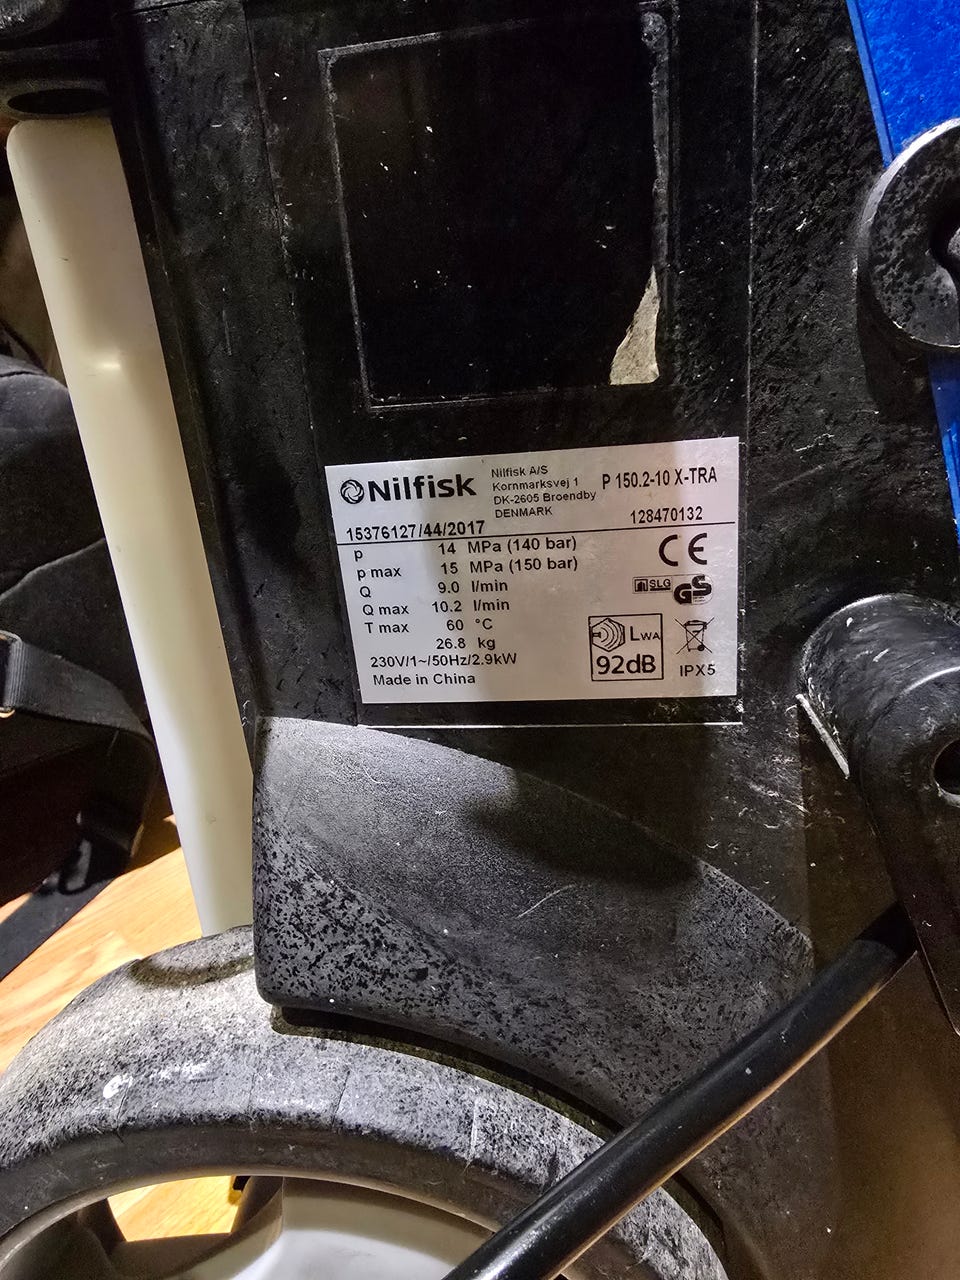 Nilfisk
Nilfisk A/S
Kornmarksvej 1
DK-2605 Broendby
DENMARK
P 150.2-10 X-TRA
15376127/44/2017
128470132
p 14 MPa (140 bar)
p max 15 MPa (150 bar)
Q 9.0 l/min
Q max 10.2 l/min
T max 60 °C
26.8 kg
230V/1~/50Hz/2.9kW
Made in China
CE
SLG
GS
LWA
92dB
IPX5